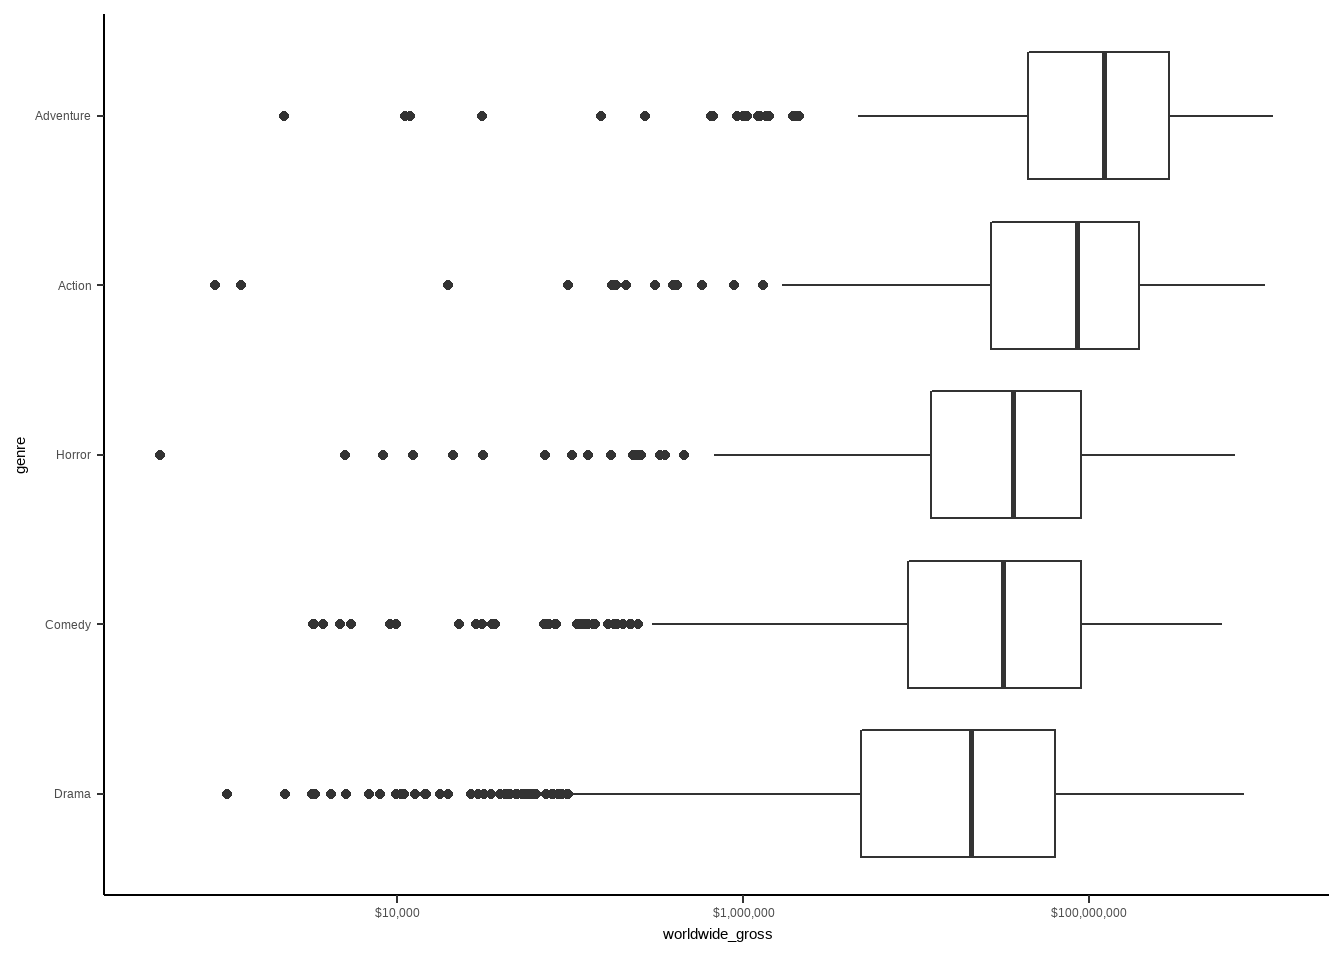 Adventure
Action
Horror
Comedy
Drama
genre
$10,000
$1,000,000
$100,000,000
worldwide_gross